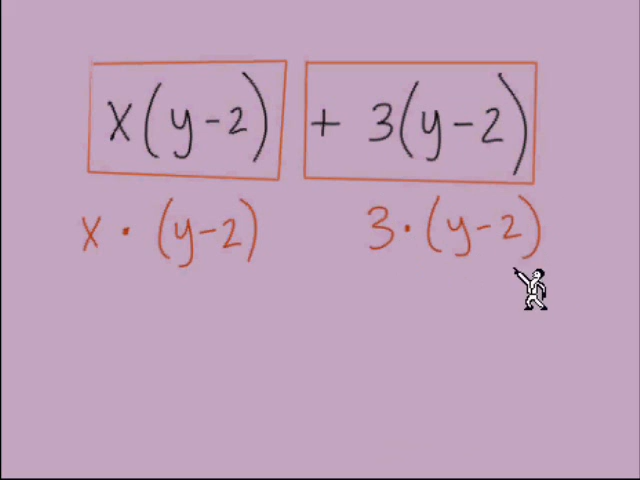 x(y-2) + 3(y-2)
x · (y-2) 3 · (y-2)